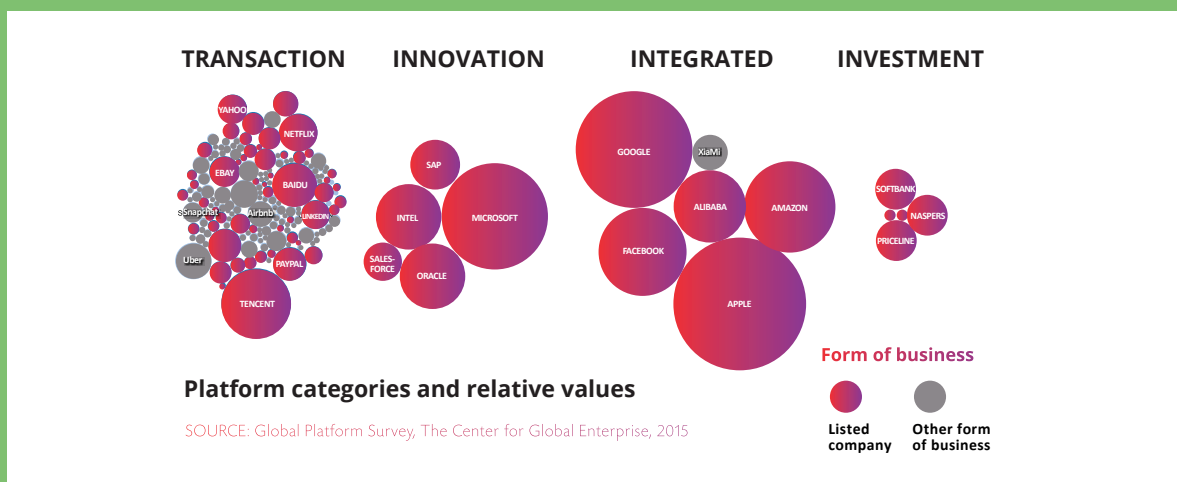 TRANSACTION
INNOVATION
INTEGRATED
INVESTMENT
YAHOO
NETFLIX
EBAY
BAIDU
Snapchat
Airbnb
LINKEDIN
Uber
PAYPAL
TENCENT
SAP
INTEL
MICROSOFT
SALES-
FORCE
ORACLE
GOOGLE
XiaMi
ALIBABA
AMAZON
FACEBOOK
APPLE
SOFTBANK
NASPERS
PRICELINE
Form of business
Listed
company
Other form
of business
Platform categories and relative values
SOURCE: Global Platform Survey, The Center for Global Enterprise, 2015